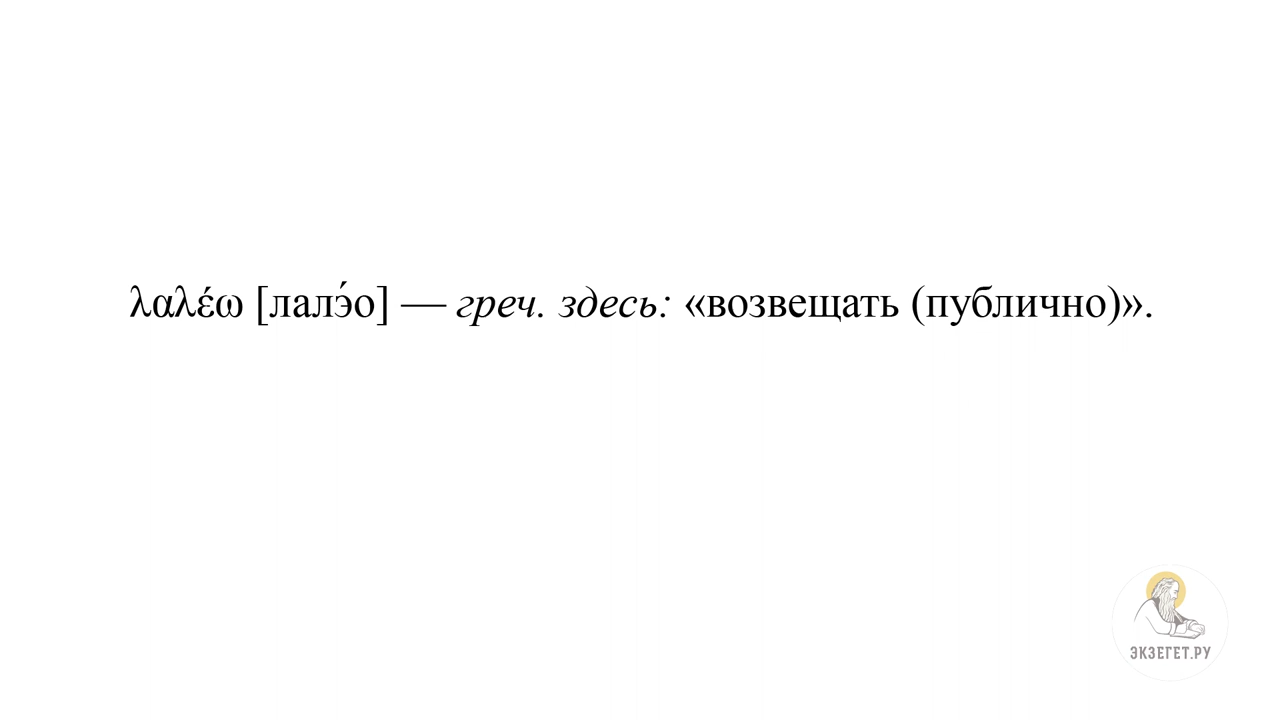 λαλέω [лалэ́о] — греч. здесь: «возвещать (публично)».
ЭКЗЕГЕТ.РУ